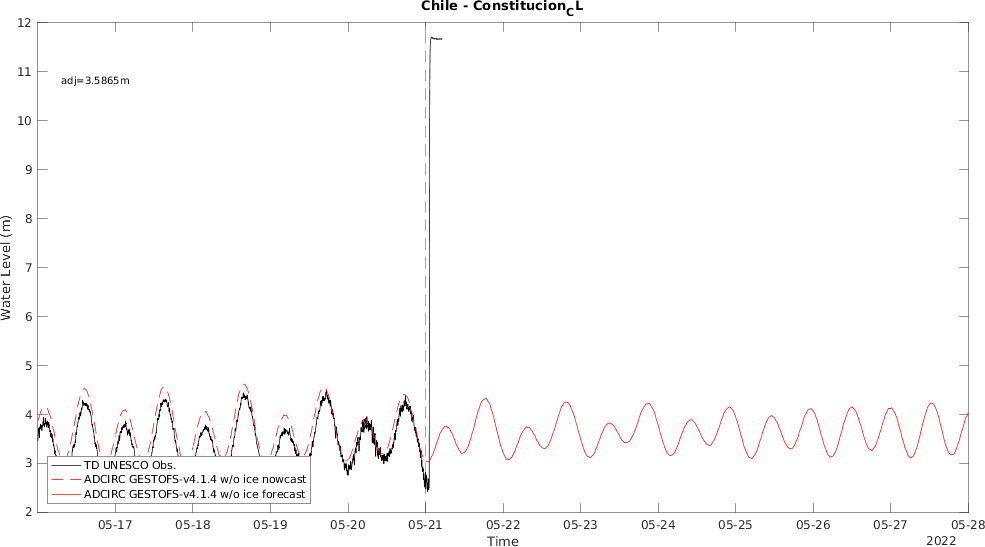 Chile - Constitucion_CL
12
11
10
9
8
7
6
5
4
3
2
Water Level (m)
adj=3.5865m
TD UNESCO Obs.
ADCIRC GESTOFS-v4.1.4 w/o ice nowcast
ADCIRC GESTOFS-v4.1.4 w/o ice forecast
05-17 05-18 05-19 05-20 05-21 05-22 05-23 05-24 05-25 05-26 05-27 05-28
Time
2022